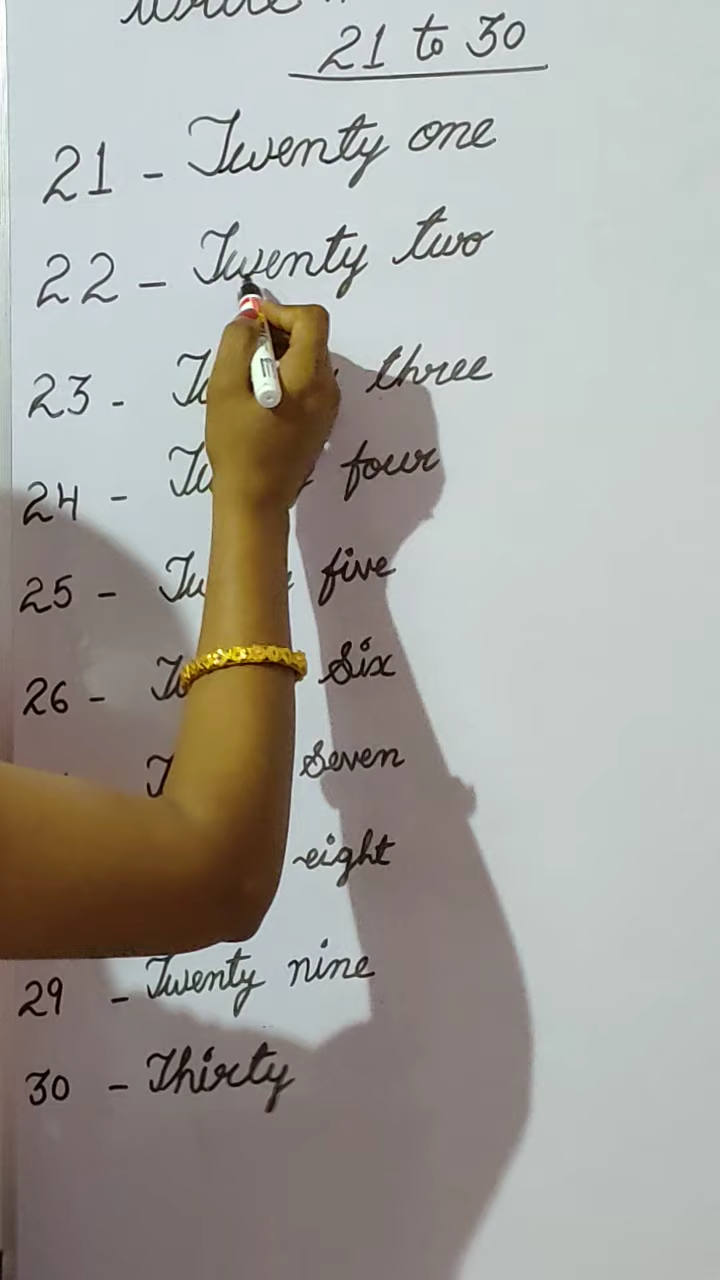 21 to 30
21 - Twenty one
22 - Twenty two
23 - three
24 - four
25 - five
26 - Six
Seven
eight
29 - Twenty nine
30 - Thirty